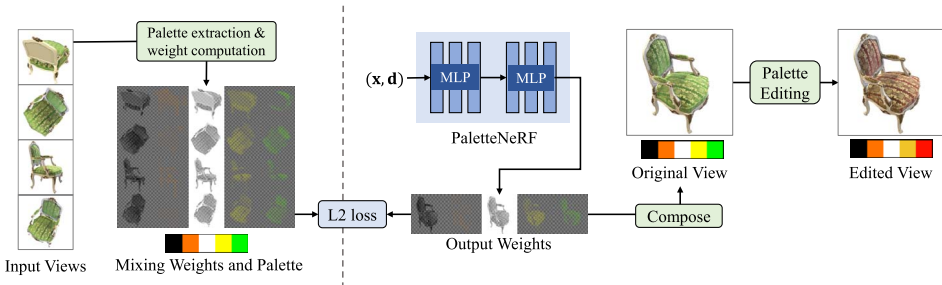 Palette extraction &
weight computation
Input Views
Mixing Weights and Palette
L2 loss
(x, d)
MLP
MLP
PaletteNeRF
Output Weights
Compose
Original View
Palette
Editing
Edited View